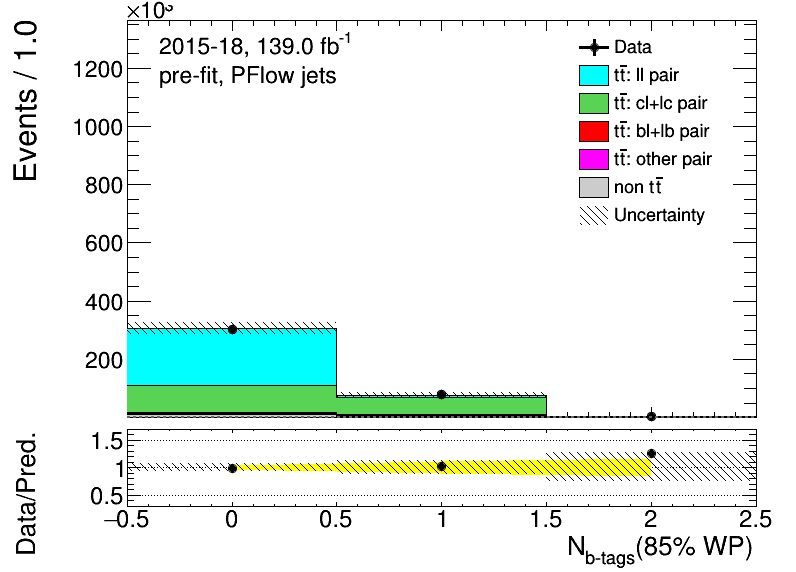 ×10³
2015-18, 139.0 fb⁻¹
pre-fit, PFlow jets
Events / 1.0
1200
1000
800
600
400
200
Data
tt̄: ll pair
tt̄: cl+lc pair
tt̄: bl+lb pair
tt̄: other pair
non tt̄
Uncertainty
Data/Pred.
1.5
1
0.5
−0.5 0 0.5 1 1.5 2 2.5
N_b-tags(85% WP)